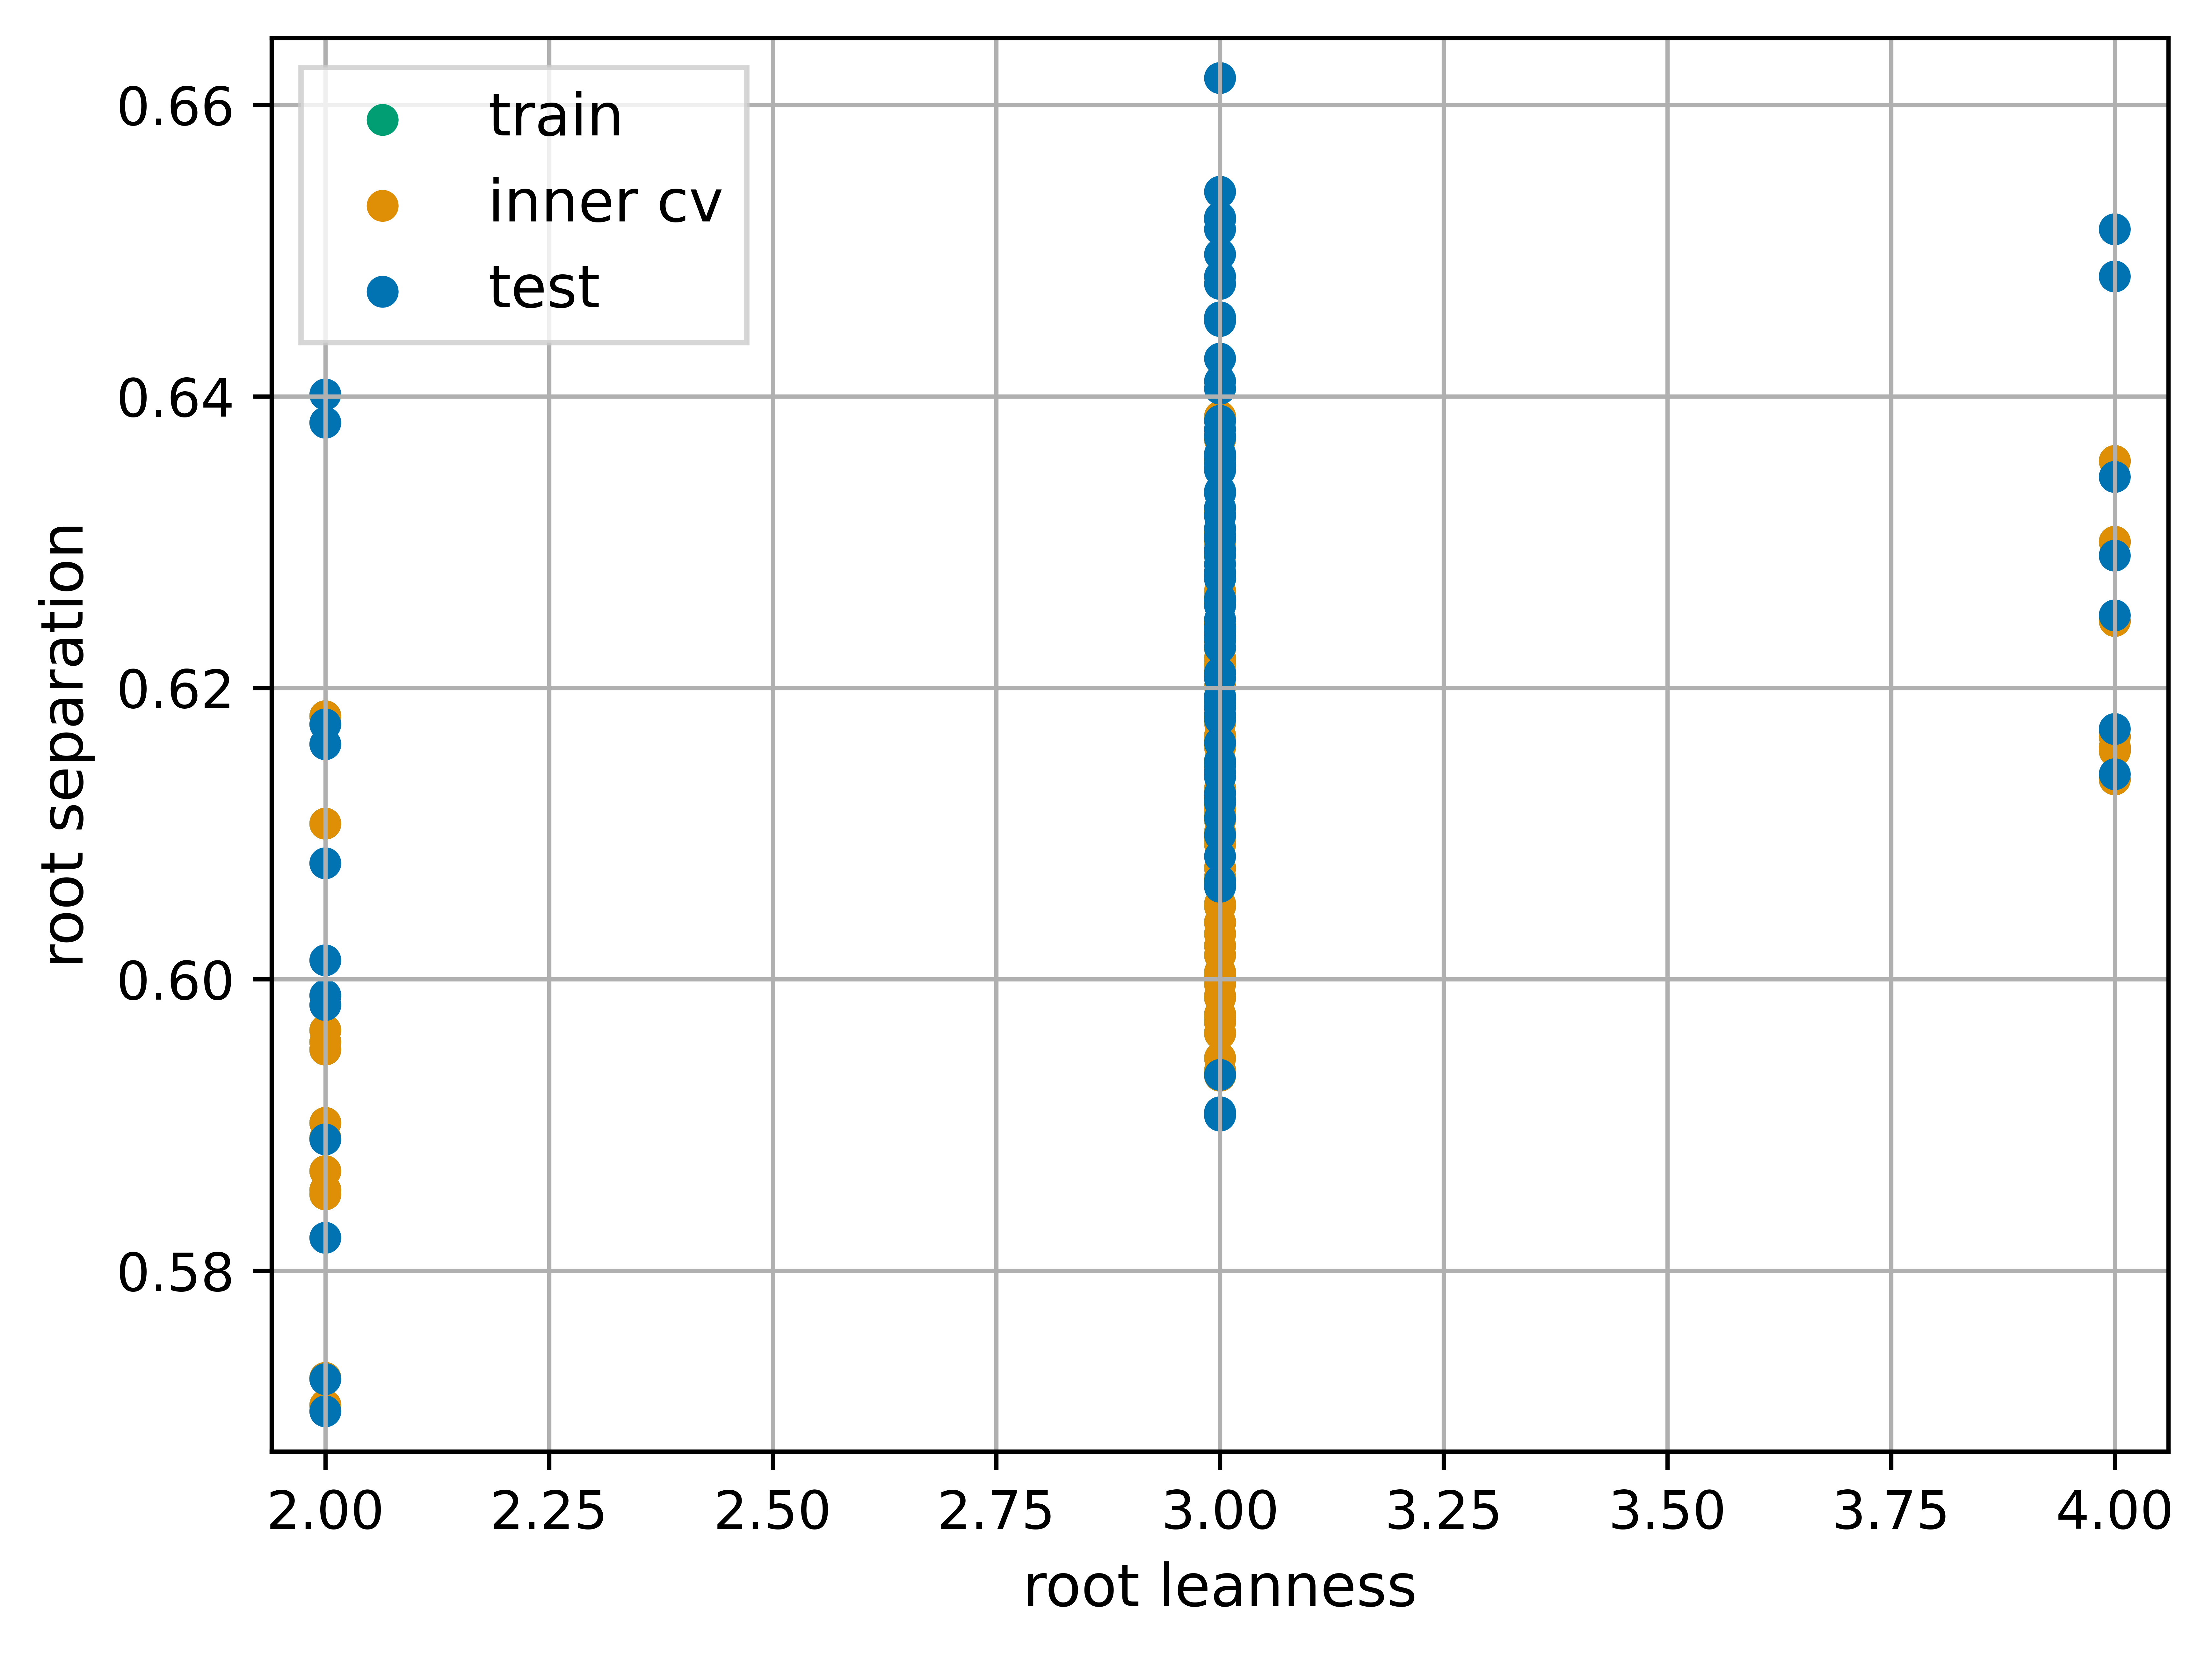 train
inner cv
test
0.66
0.64
0.62
0.60
0.58
root separation
2.00 2.25 2.50 2.75 3.00 3.25 3.50 3.75 4.00
root leanness